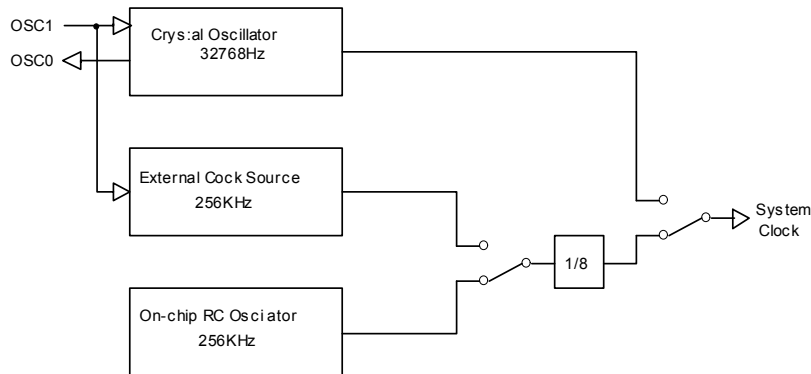 OSC1
OSC0
Crys:al Oscillator
32768Hz
External Cock Source
256KHz
On-chip RC Osci ator
256KHz
1/8
System
Clock